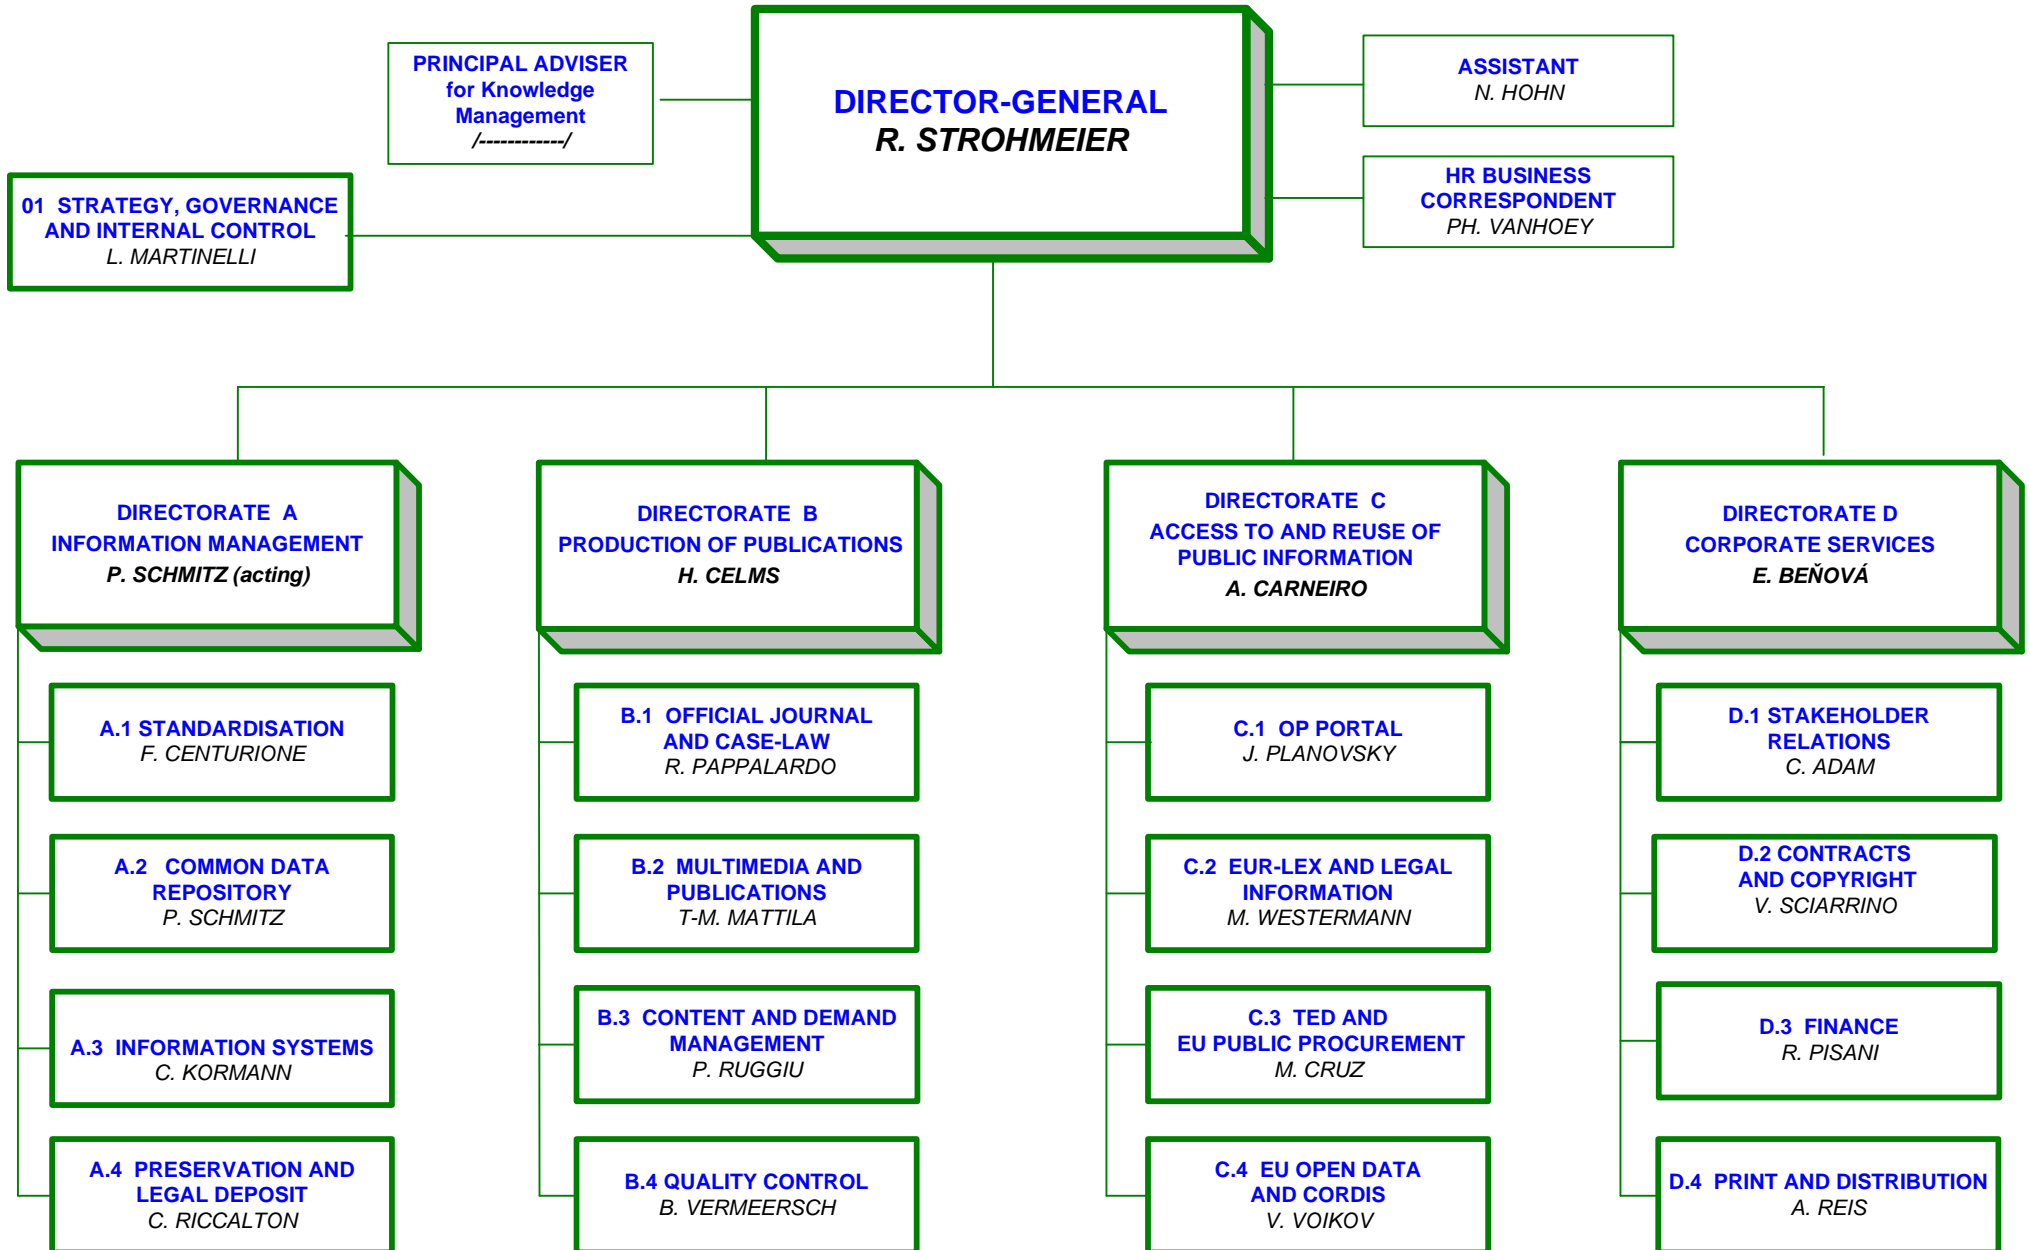 PRINCIPAL ADVISER
for Knowledge
Management
/------------/
DIRECTOR-GENERAL
R. STROHMEIER
ASSISTANT
N. HOHN
HR BUSINESS
CORRESPONDENT
PH. VANHOEY
01 STRATEGY, GOVERNANCE
AND INTERNAL CONTROL
L. MARTINELLI
DIRECTORATE A
INFORMATION MANAGEMENT
P. SCHMITZ (acting)
A.1 STANDARDISATION
F. CENTURIONE
A.2 COMMON DATA
REPOSITORY
P. SCHMITZ
A.3 INFORMATION SYSTEMS
C. KORMANN
A.4 PRESERVATION AND
LEGAL DEPOSIT
C. RICCALTON
DIRECTORATE B
PRODUCTION OF PUBLICATIONS
H. CELMS
B.1 OFFICIAL JOURNAL
AND CASE-LAW
R. PAPPALARDO
B.2 MULTIMEDIA AND
PUBLICATIONS
T-M. MATTILA
B.3 CONTENT AND DEMAND
MANAGEMENT
P. RUGGIU
B.4 QUALITY CONTROL
B. VERMEERSCH
DIRECTORATE C
ACCESS TO AND REUSE OF
PUBLIC INFORMATION
A. CARNEIRO
C.1 OP PORTAL
J. PLANOVSKY
C.2 EUR-LEX AND LEGAL
INFORMATION
M. WESTERMANN
C.3 TED AND
EU PUBLIC PROCUREMENT
M. CRUZ
C.4 EU OPEN DATA
AND CORDIS
V. VOIKOV
DIRECTORATE D
CORPORATE SERVICES
E. BEŇOVÁ
D.1 STAKEHOLDER
RELATIONS
C. ADAM
D.2 CONTRACTS
AND COPYRIGHT
V. SCIARRINO
D.3 FINANCE
R. PISANI
D.4 PRINT AND DISTRIBUTION
A. REIS